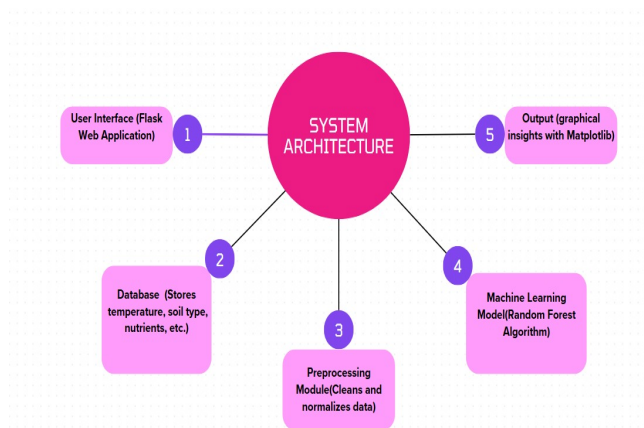 SYSTEM
ARCHITECTURE
1
User Interface (Flask
Web Application)
2
Database (Stores
temperature, soil type,
nutrients, etc.)
3
Preprocessing
Module(Cleans and
normalizes data)
4
Machine Learning
Model(Random Forest
Algorithm)
5
Output (graphical
insights with Matplotlib)